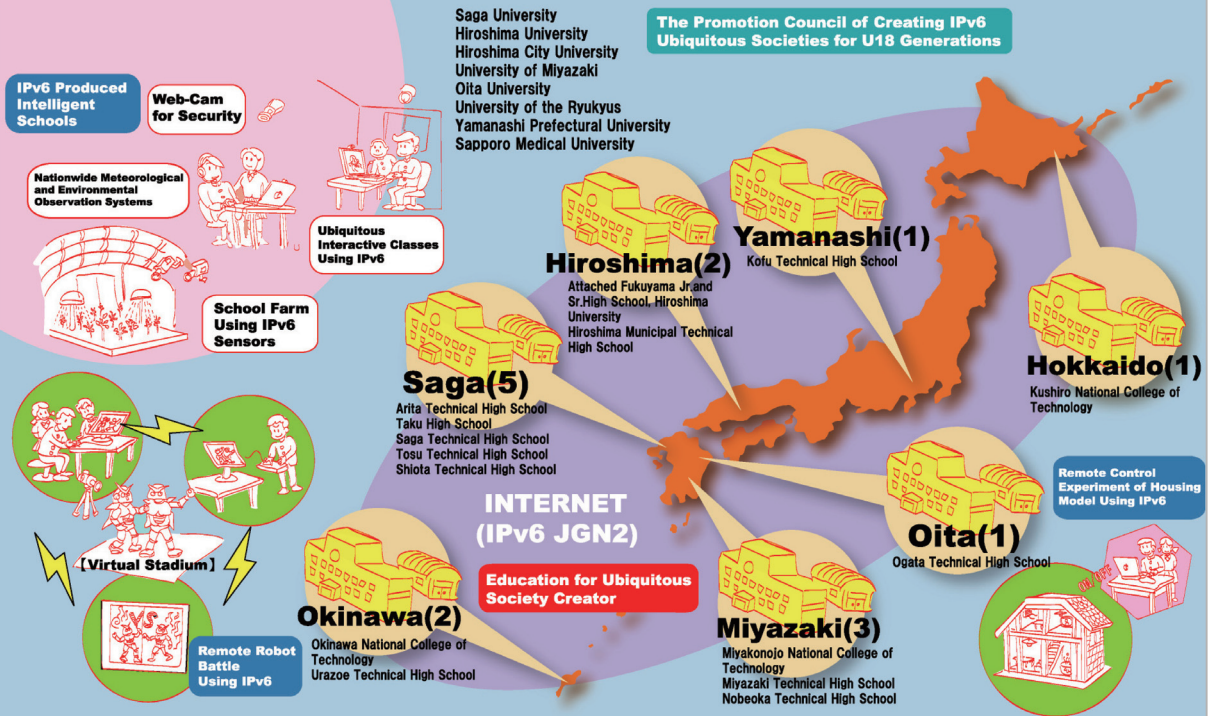 Saga University
Hiroshima University
Hiroshima City University
University of Miyazaki
Oita University
University of the Ryukyus
Yamanashi Prefectural University
Sapporo Medical University
The Promotion Council of Creating IPv6
Ubiquitous Societies for U18 Generations
IPv6 Produced
Intelligent
Schools
Web-Cam
for Security
Nationwide Meteorological
and Environmental
Observation Systems
Ubiquitous
Interactive Classes
Using IPv6
School Farm
Using IPv6
Sensors
Hiroshima(2)
Attached Fukuyama Jr.and
Sr.High School, Hiroshima
University
Hiroshima Municipal Technical
High School
Yamanashi(1)
Kofu Technical High School
Hokkaido(1)
Kushiro National College of
Technology
Saga(5)
Arita Technical High School
Taku High School
Saga Technical High School
Tosu Technical High School
Shiota Technical High School
INTERNET
(IPv6 JGN2)
Education for Ubiquitous
Society Creator
Oita(1)
Ogata Technical High School
Remote Control
Experiment of Housing
Model Using IPv6
ON/OFF
Okinawa(2)
Okinawa National College of
Technology
Urazoe Technical High School
Miyazaki(3)
Miyakonojo National College of
Technology
Miyazaki Technical High School
Nobeoka Technical High School
【Virtual Stadium】
VS
Remote Robot
Battle
Using IPv6